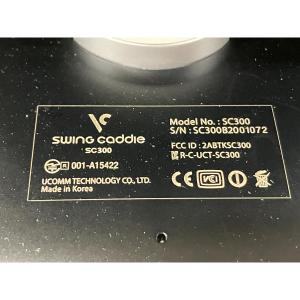 swing caddie
SC300
001-A15422
UCOMM TECHNOLOGY CO., LTD.
Made in Korea
Model No. : SC300
S/N : SC300B2001072
FCC ID : 2ABTKSC300
R-C-UCT-SC300